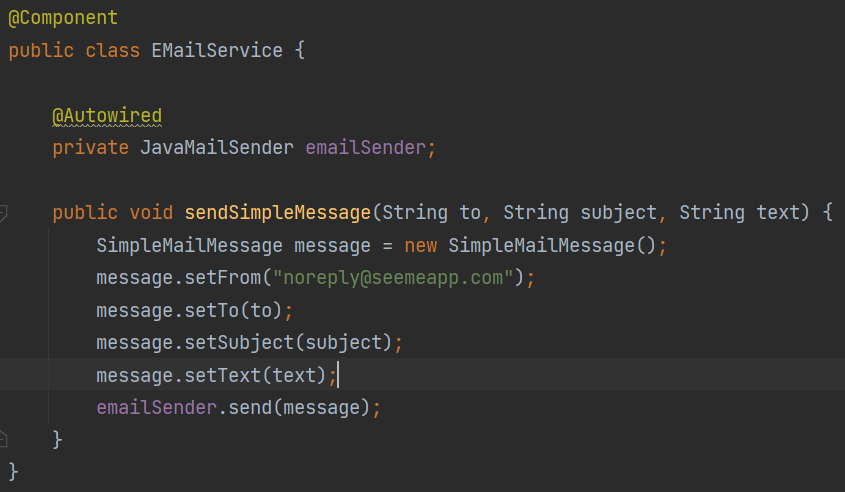 @Component
public class EMailService {
@Autowired
private JavaMailSender emailSender;
public void sendSimpleMessage(String to, String subject, String text) {
SimpleMailMessage message = new SimpleMailMessage();
message.setFrom("noreply@seemeapp.com");
message.setTo(to);
message.setSubject(subject);
message.setText(text);
emailSender.send(message);
}
}